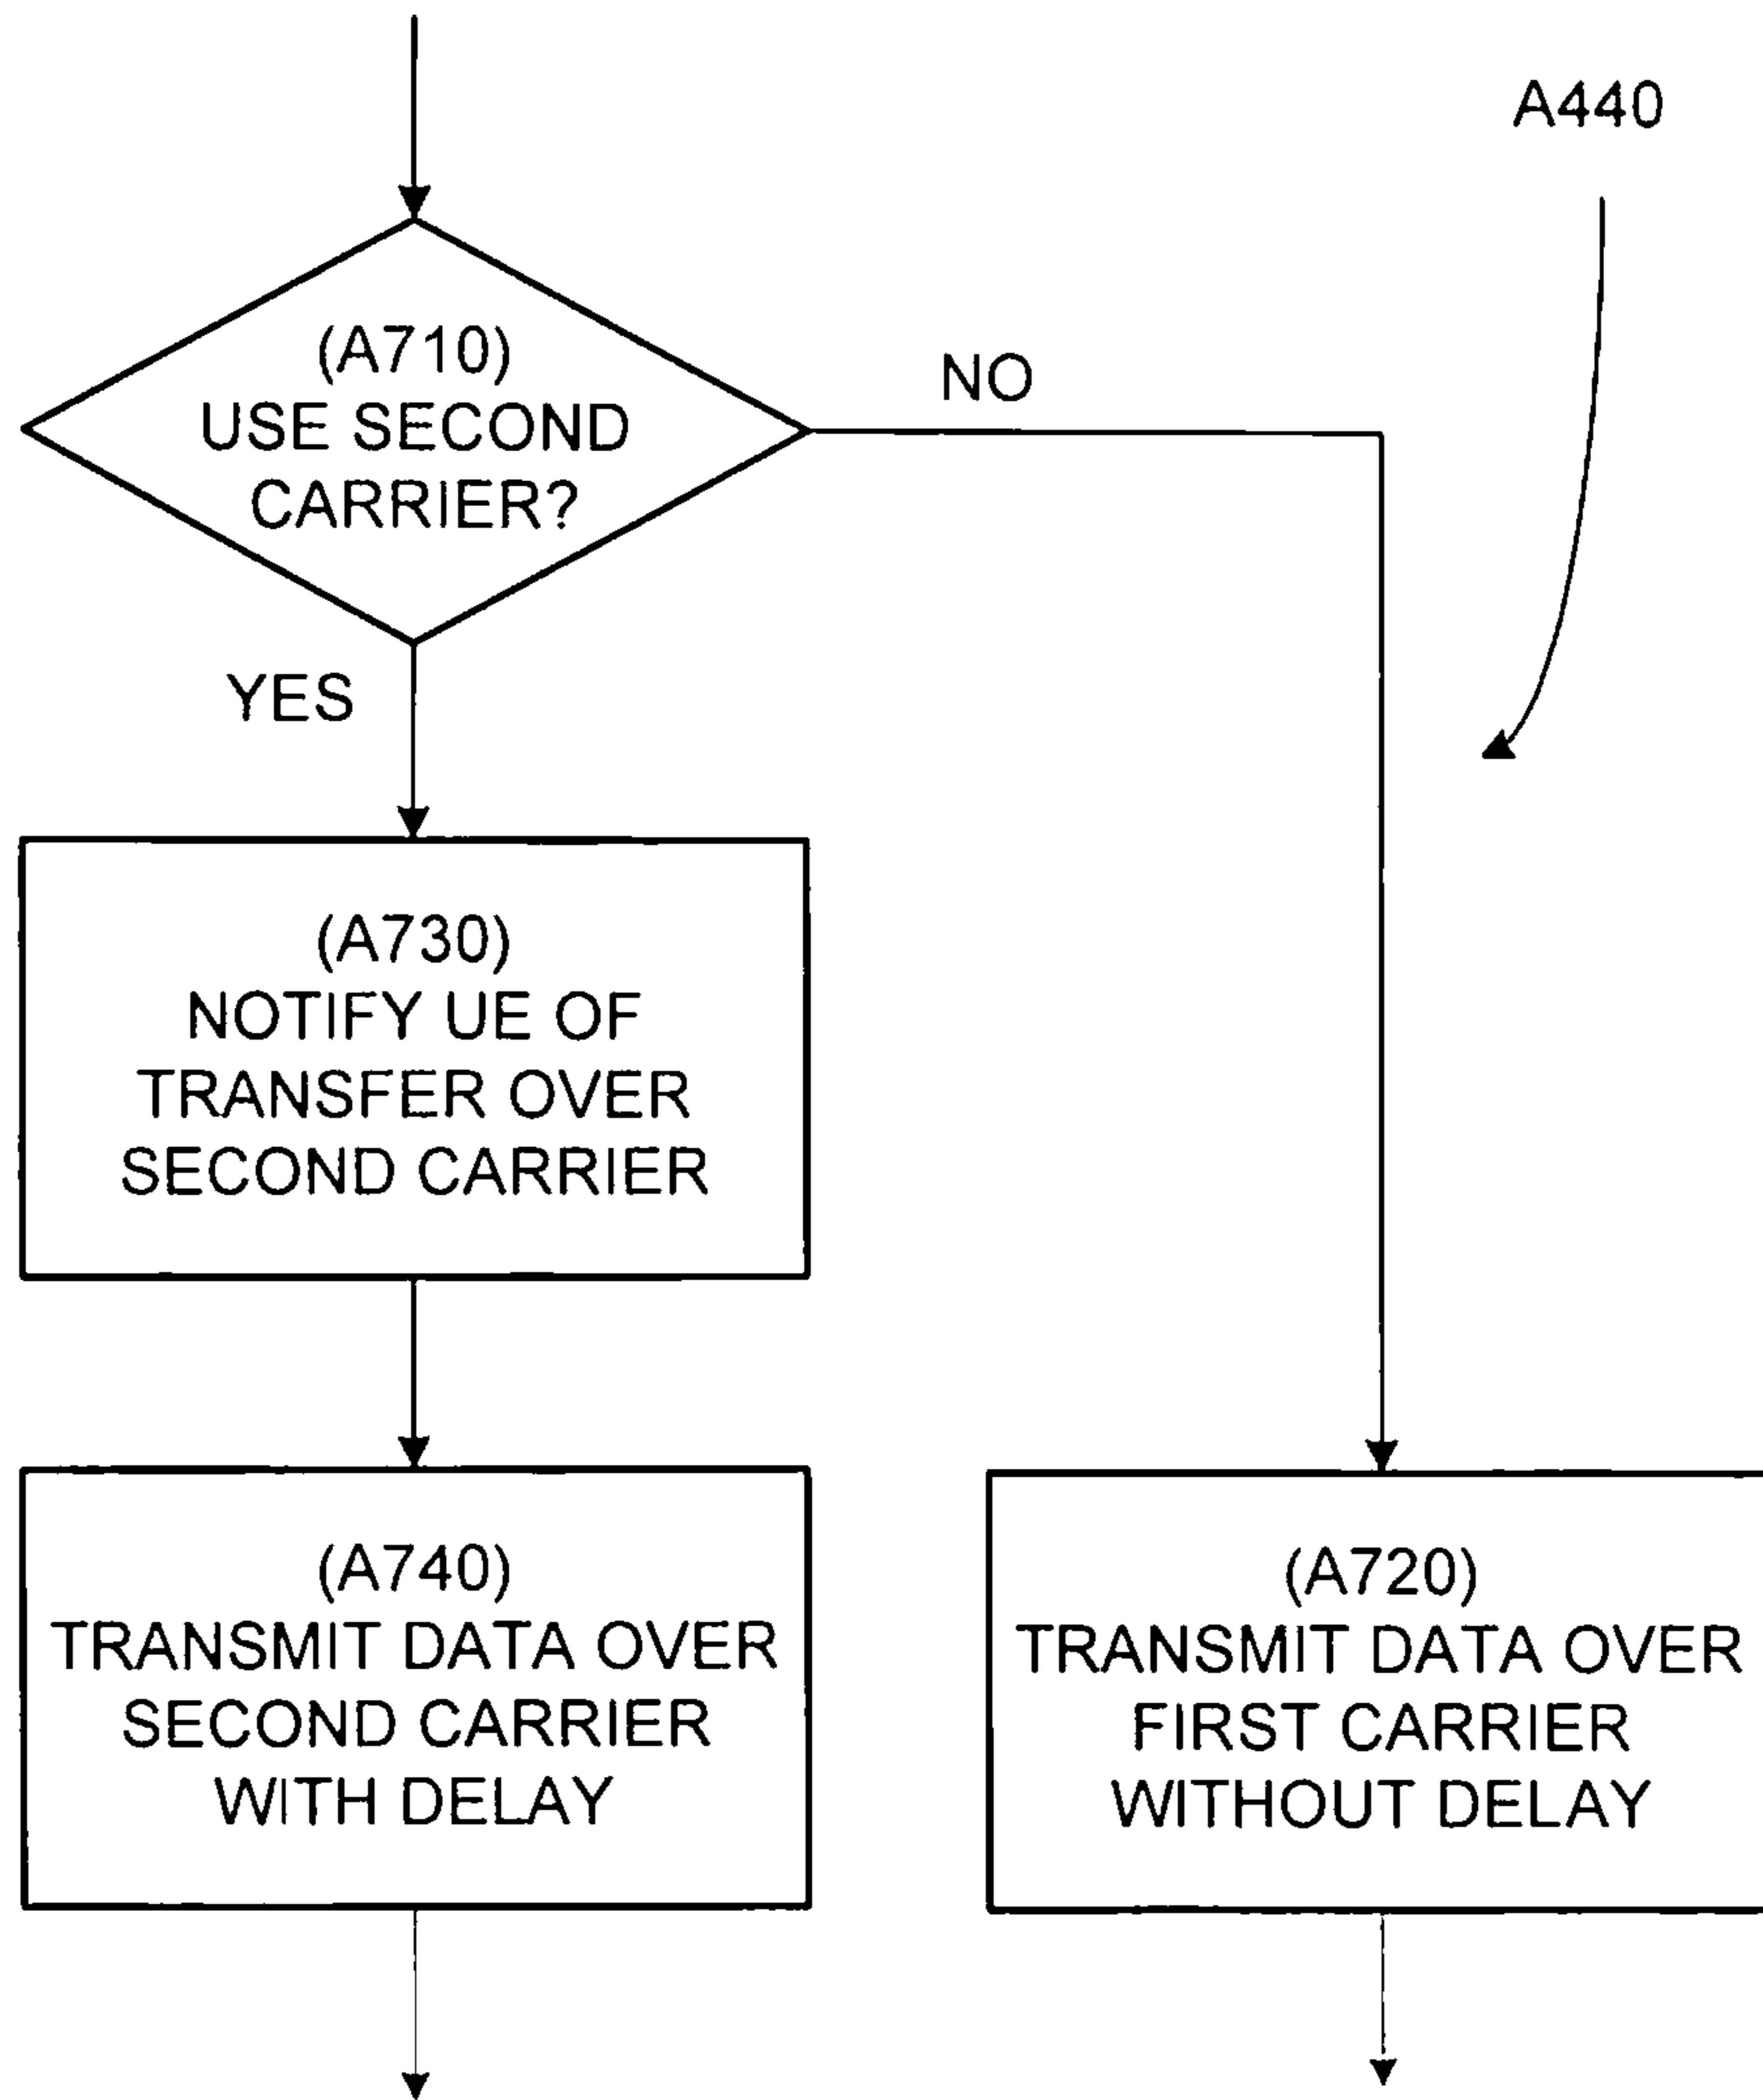 A440
(A710)
USE SECOND
CARRIER?
NO
YES
(A730)
NOTIFY UE OF
TRANSFER OVER
SECOND CARRIER
(A740)
TRANSMIT DATA OVER
SECOND CARRIER
WITH DELAY
(A720)
TRANSMIT DATA OVER
FIRST CARRIER
WITHOUT DELAY